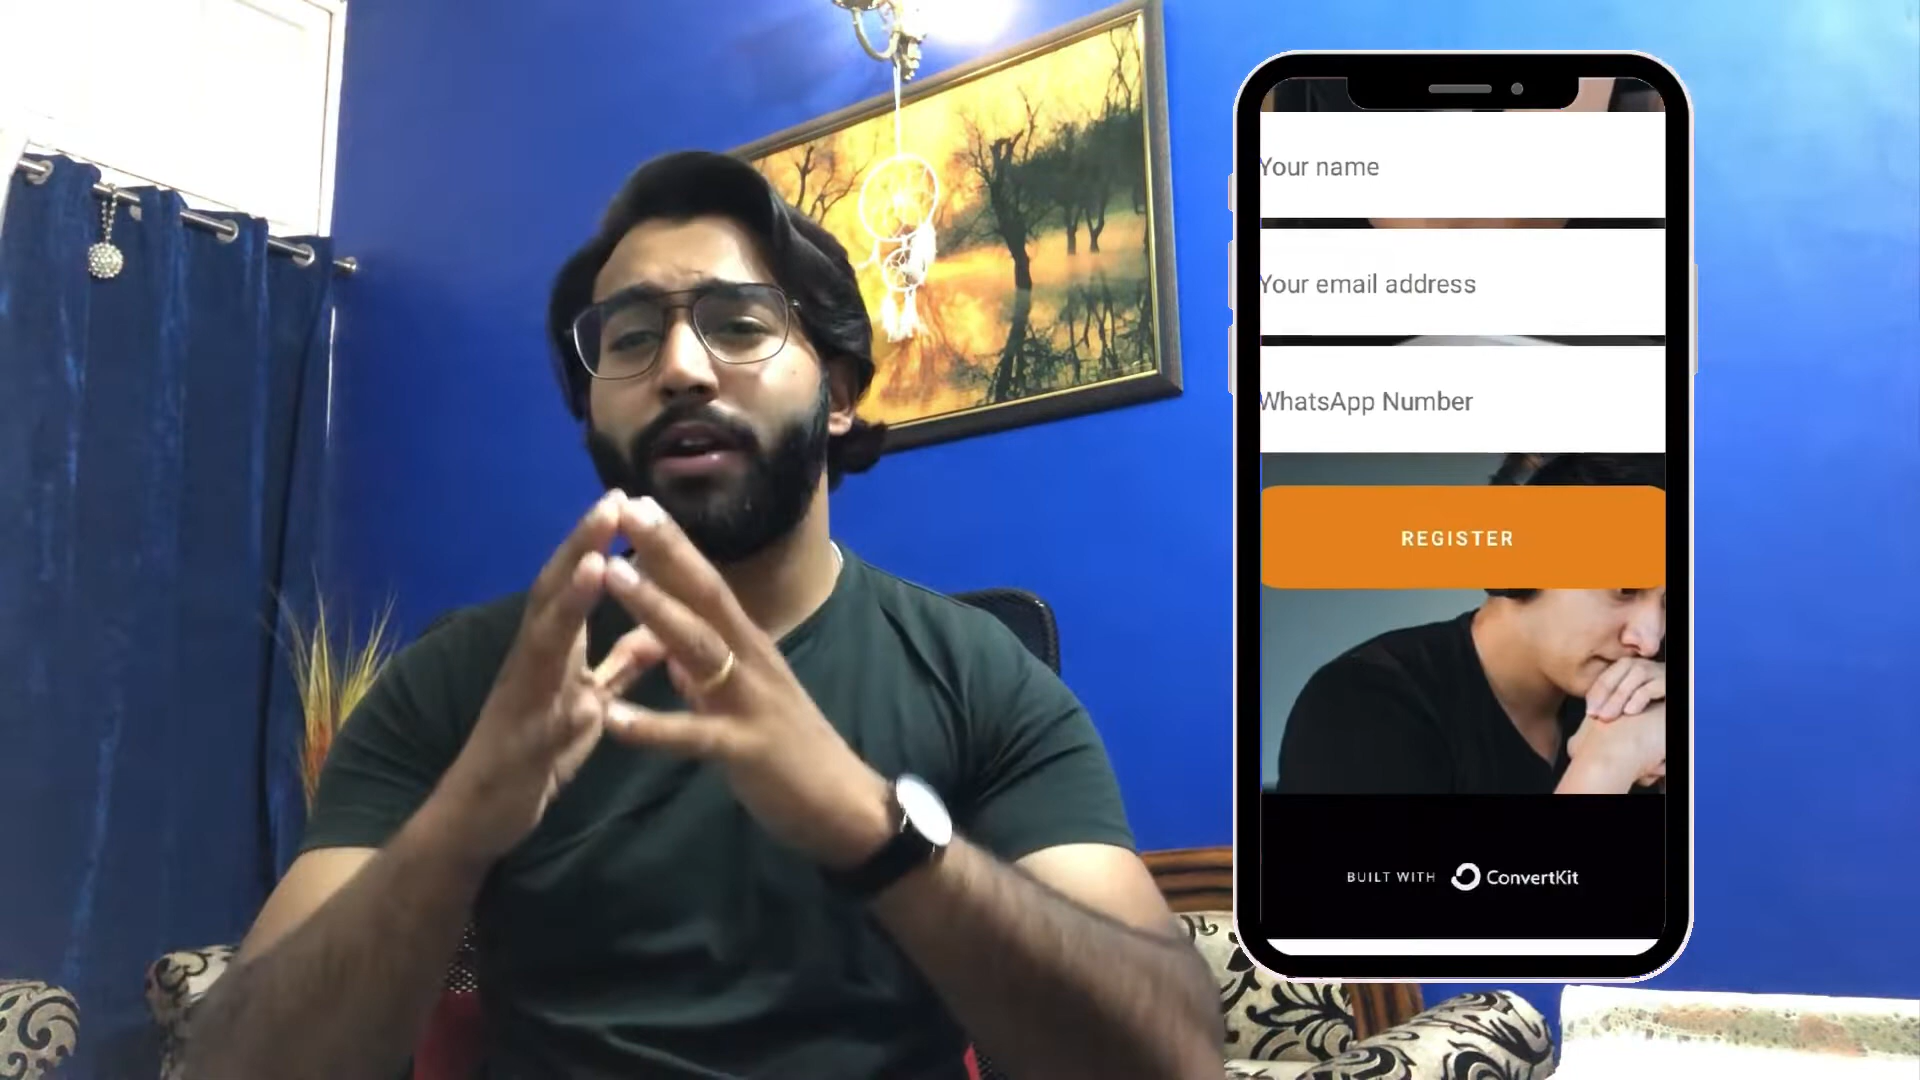 Your name
Your email address
WhatsApp Number
REGISTER
BUILT WITH ConvertKit